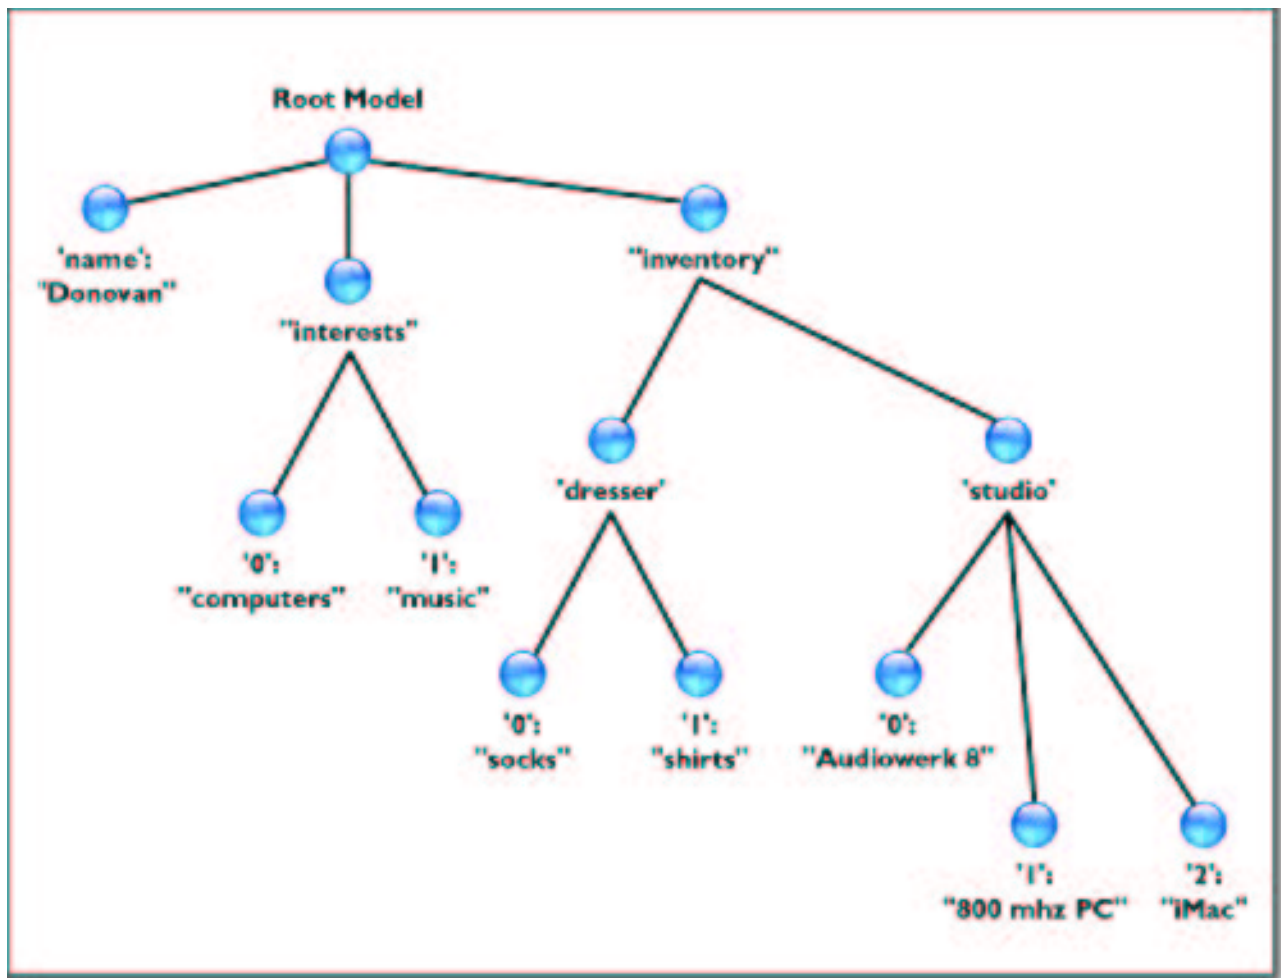 Root Model
'name':
"Donovan"
"interests"
"inventory"
'0':
"computers"
'1':
"music"
'dresser'
'studio'
'0':
"socks"
'1':
"shirts"
'0':
"Audiowerk 8"
'1':
"800 mhz PC"
'2':
"iMac"